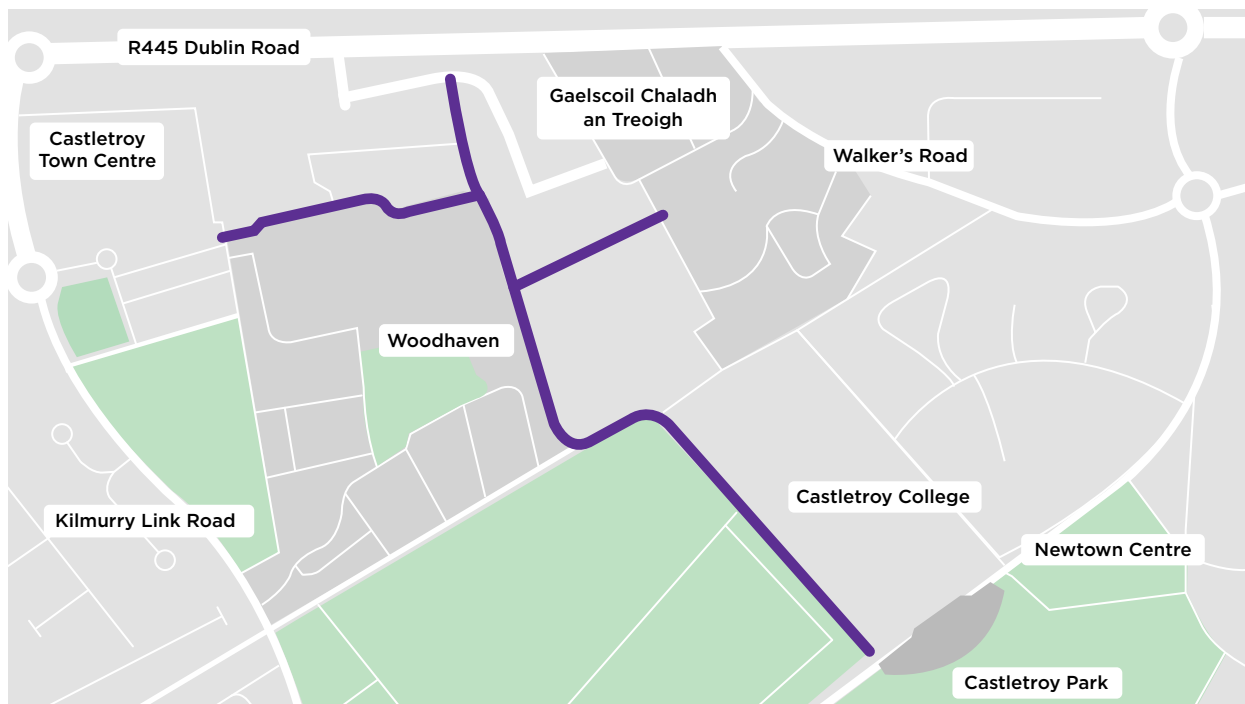 R445 Dublin Road
Gaelscoil Chaladh
an Treoigh
Castletroy
Town Centre
Walker’s Road
Woodhaven
Castletroy College
Kilmurry Link Road
Newtown Centre
Castletroy Park